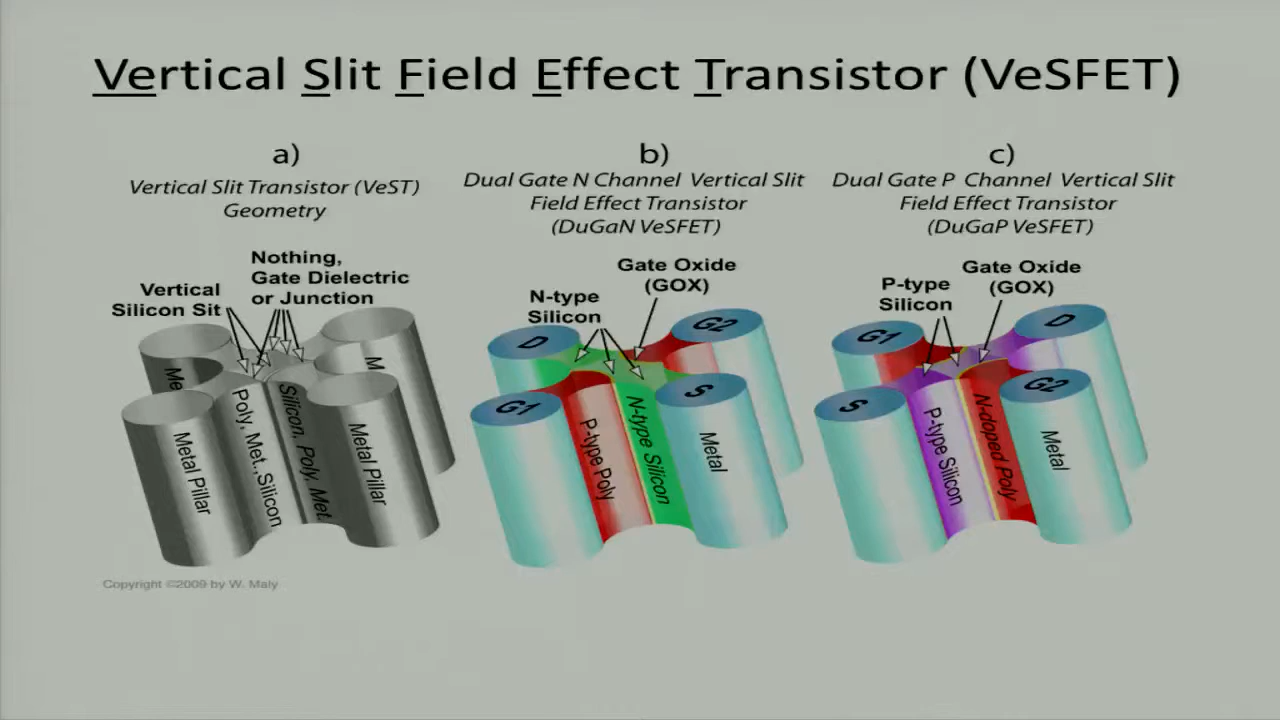 Vertical Slit Field Effect Transistor (VeSFET)
a)
Vertical Slit Transistor (VeST)
Geometry
Nothing,
Gate Dielectric
or Junction
Vertical
Silicon Sit
Me
M
Metal Pillar
Poly, Met., Silicon
Silicon, Poly, Met.
Metal Pillar
Copyright ©2009 by W. Maly
b)
Dual Gate N Channel Vertical Slit
Field Effect Transistor
(DuGaN VeSFET)
Gate Oxide
(GOX)
N-type
Silicon
D
G2
G1
S
P-type Poly
N-type Silicon
Metal
c)
Dual Gate P Channel Vertical Slit
Field Effect Transistor
(DuGaP VeSFET)
Gate Oxide
(GOX)
P-type
Silicon
G1
D
S
G2
P-type Silicon
N-doped Poly
Metal